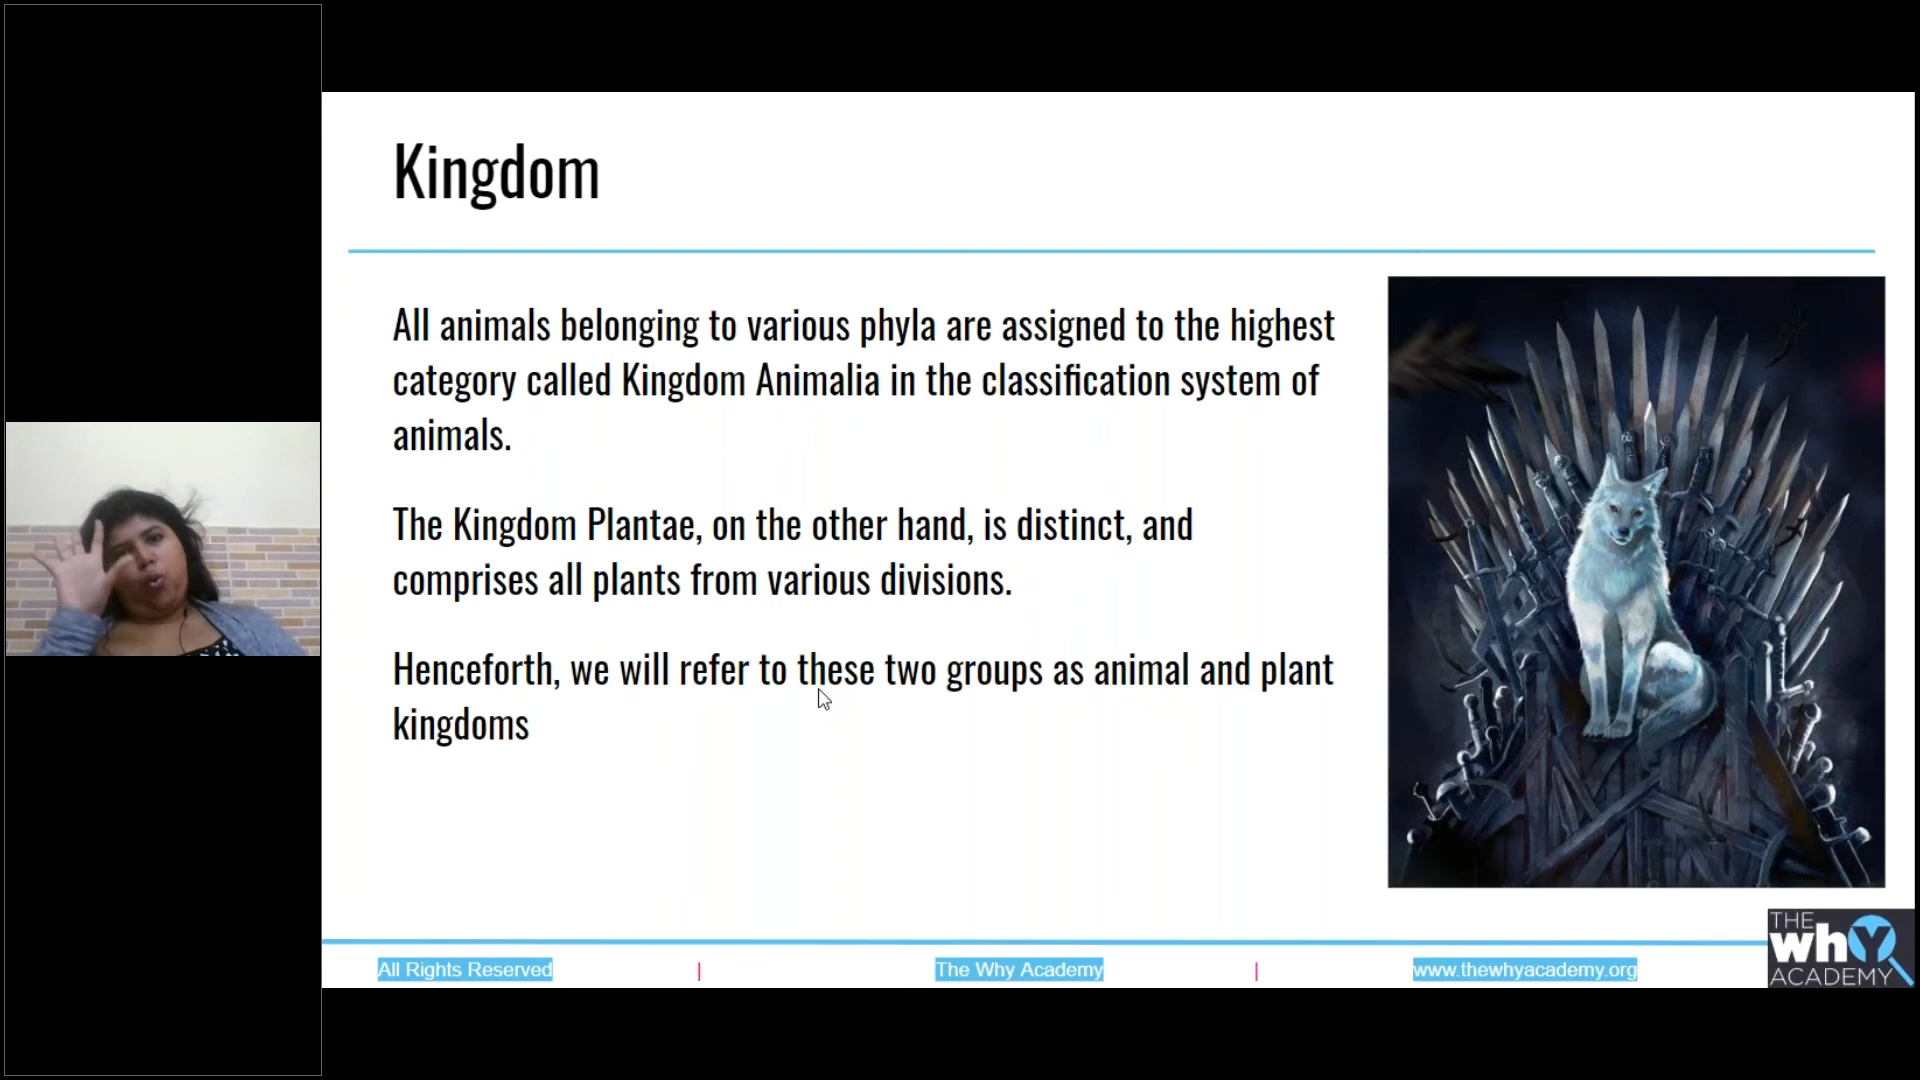 Kingdom
All animals belonging to various phyla are assigned to the highest
category called Kingdom Animalia in the classification system of
animals.
The Kingdom Plantae, on the other hand, is distinct, and
comprises all plants from various divisions.
Henceforth, we will refer to these two groups as animal and plant
kingdoms
All Rights Reserved | The Why Academy | www.thewhyacademy.org
THE
whY
ACADEMY